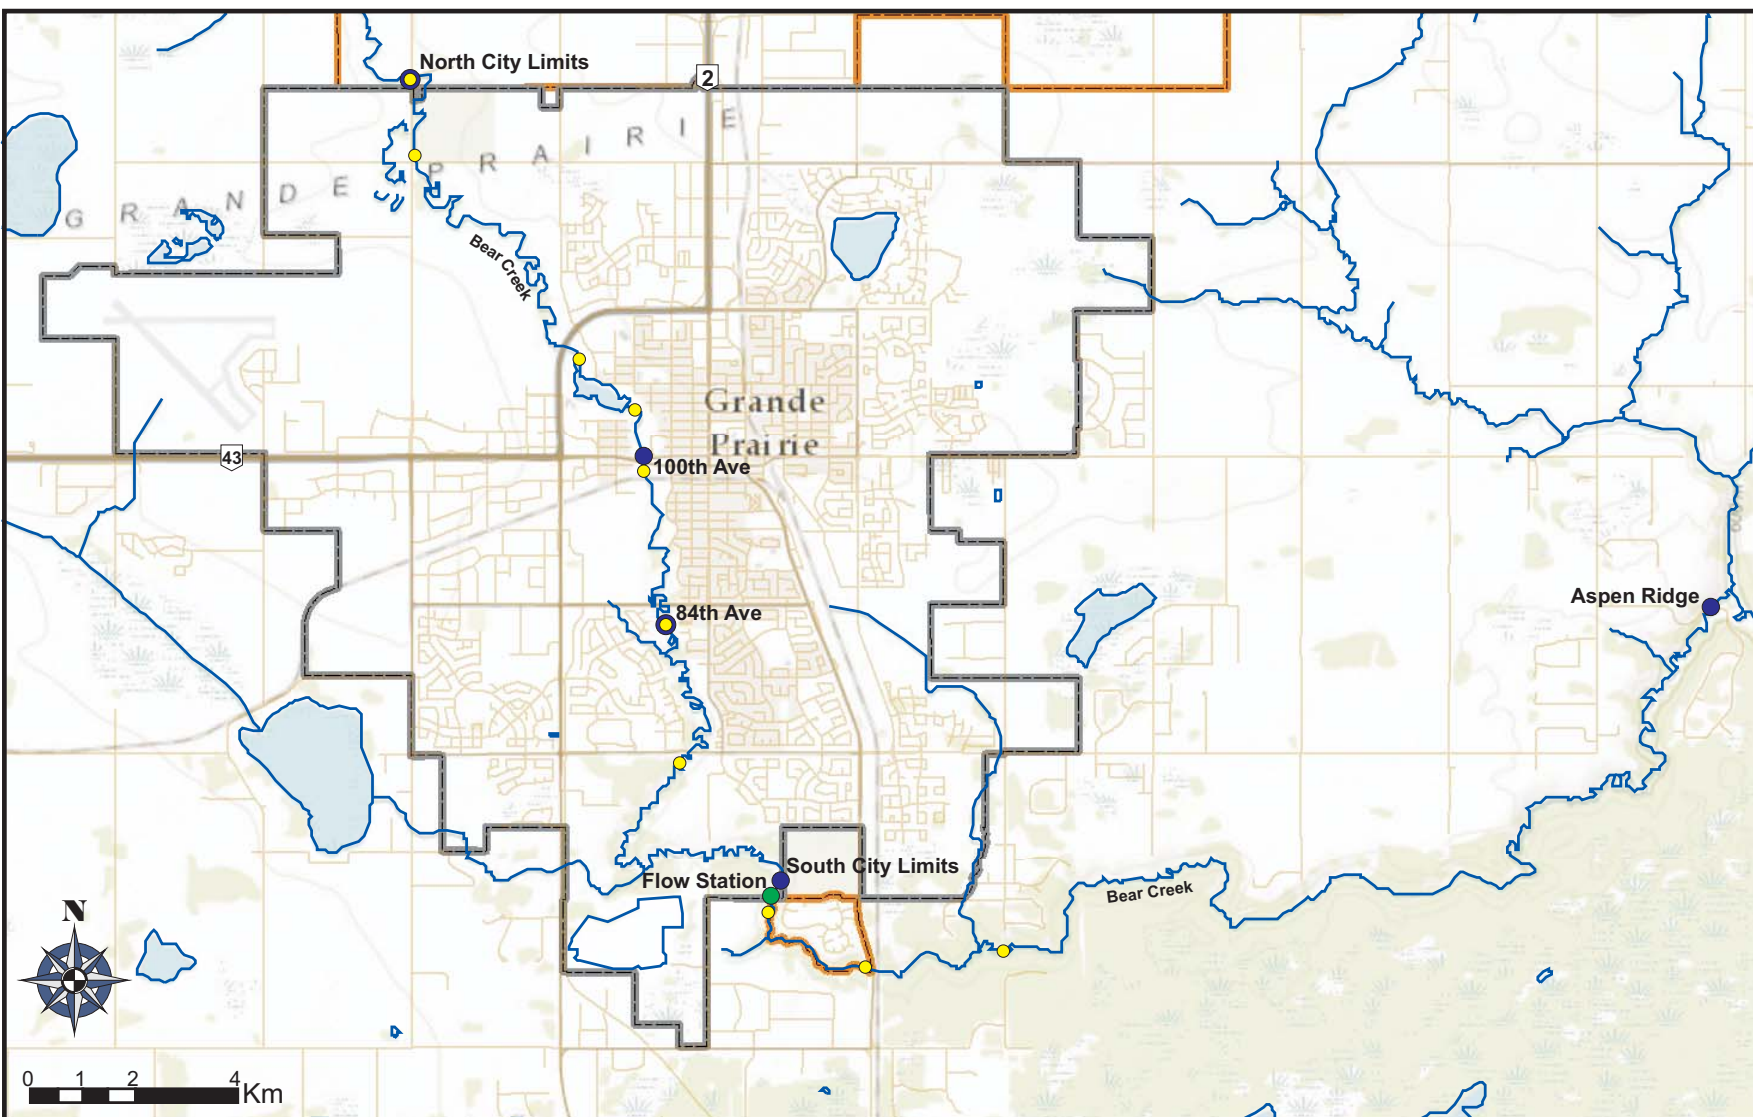 North City Limits
2
GRANDE PRAIRIE
Bear Creek
Grande
Prairie
43
100th Ave
84th Ave
Aspen Ridge
South City Limits
Flow Station
Bear Creek
N
0 1 2 4 Km